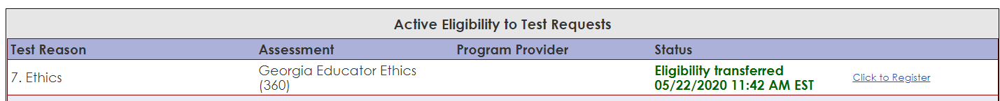 Active Eligibility to Test Requests
Test Reason Assessment Program Provider Status
7. Ethics Georgia Educator Ethics (360) Eligibility transferred 05/22/2020 11:42 AM EST Click to Register